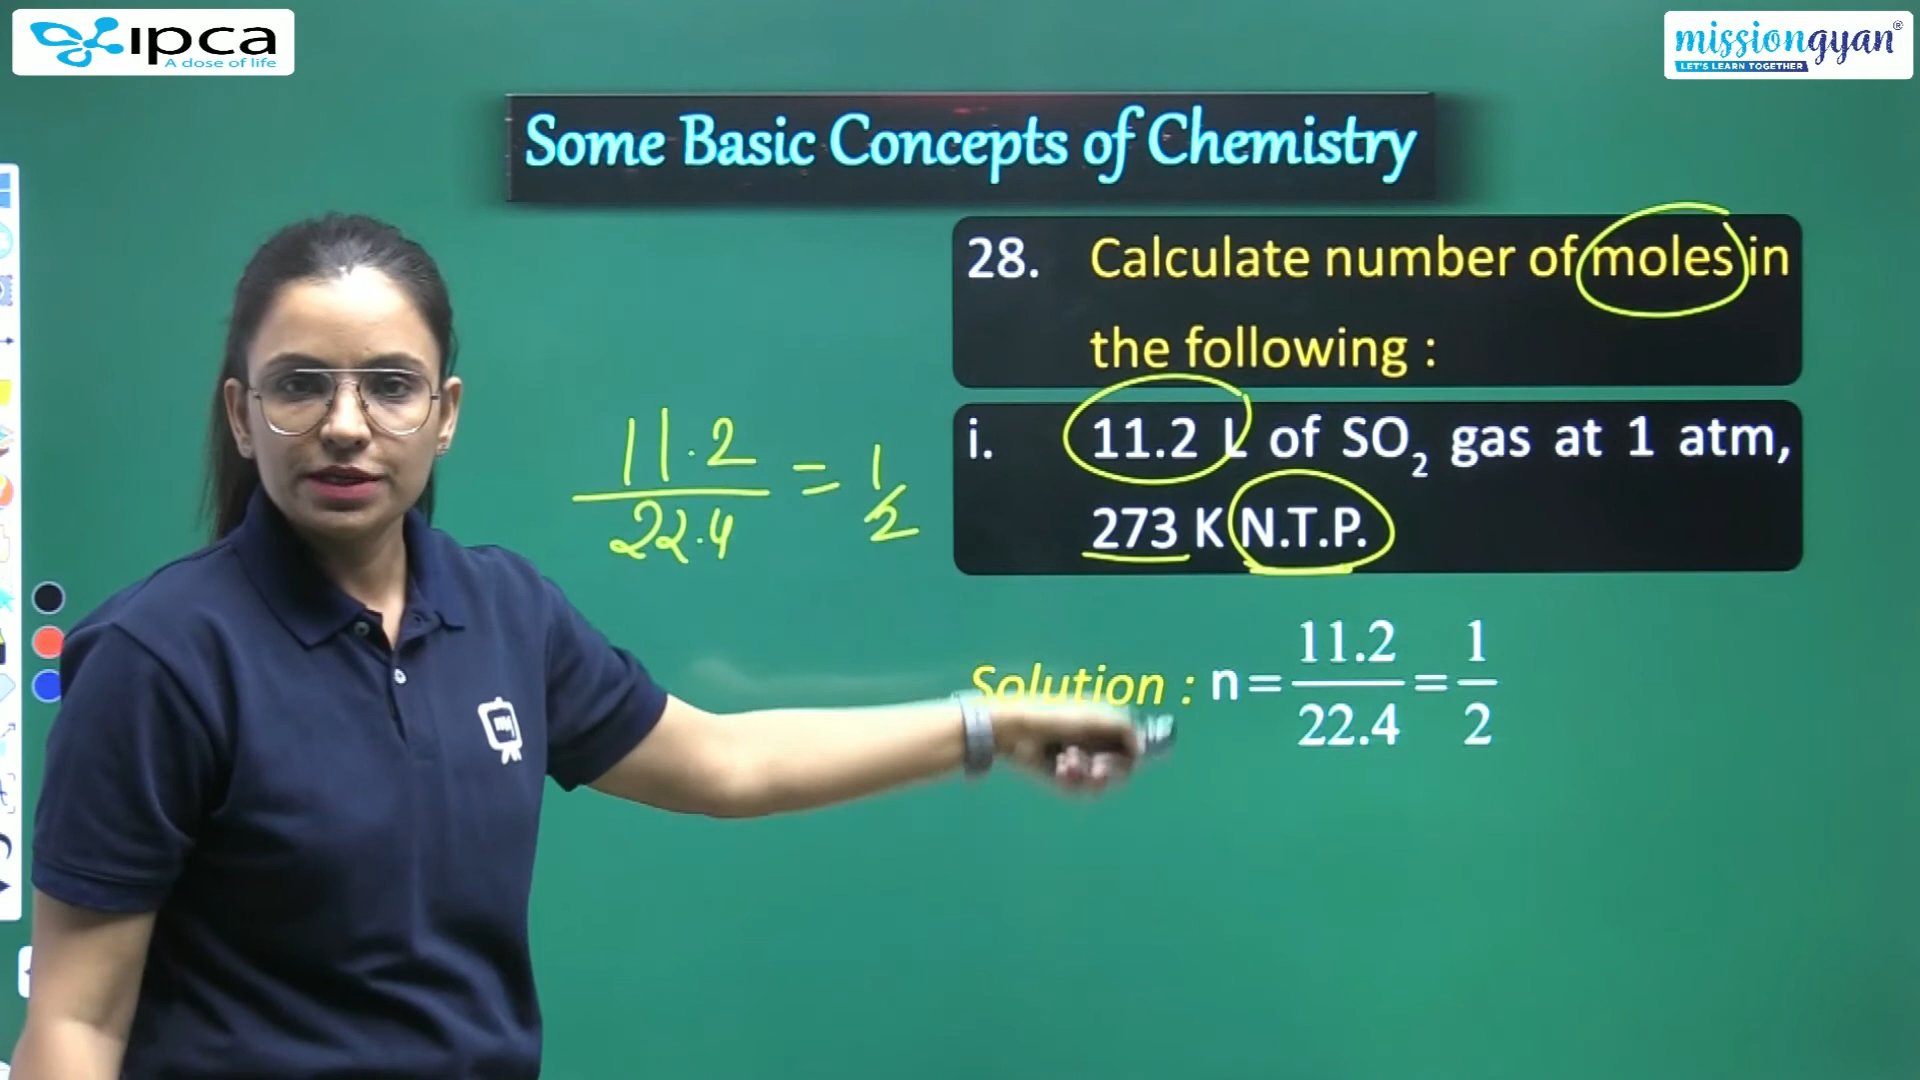 ipca
A dose of life
missiongyan®
LET'S LEARN TOGETHER
Some Basic Concepts of Chemistry
28. Calculate number of moles in
the following :
i. 11.2 L of SO₂ gas at 1 atm,
273 K N.T.P.
11.2/22.4 = 1/2
Solution : n = 11.2/22.4 = 1/2